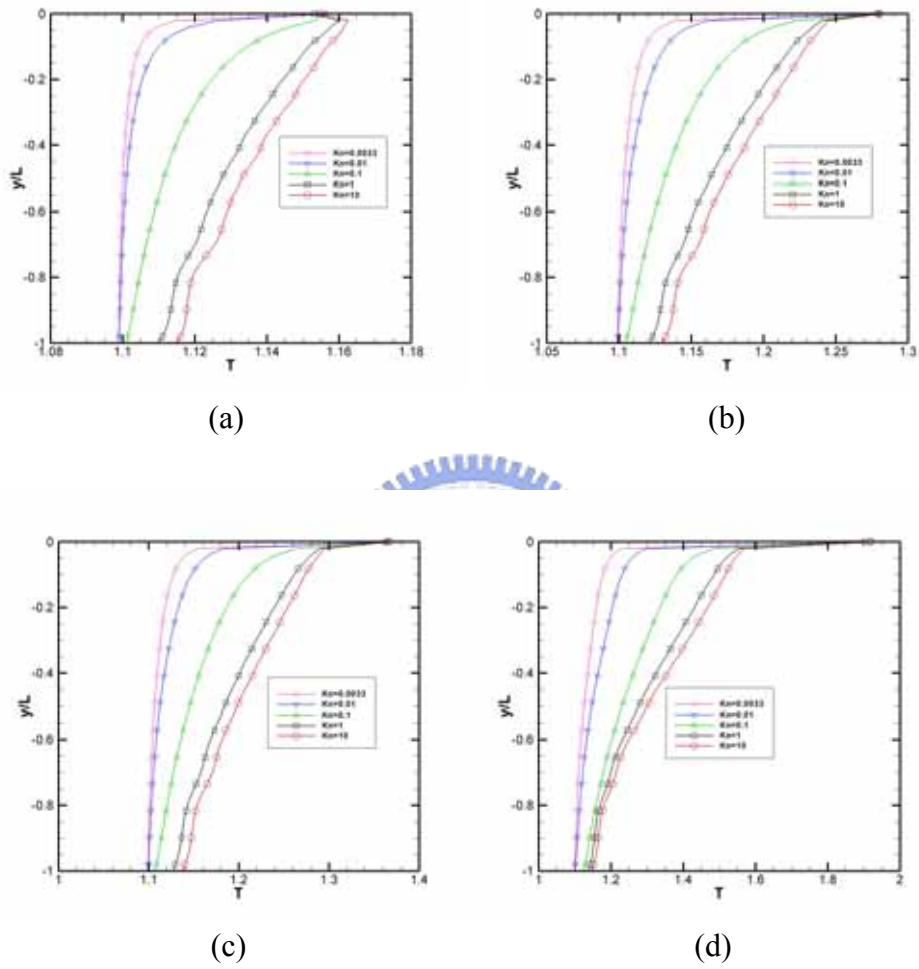 0
-0.2
-0.4
-0.6
-0.8
-1
y/L
1.08 1.1 1.12 1.14 1.16 1.18
T
Kn=0.0033
Kn=0.01
Kn=0.1
Kn=1
Kn=10
(a)
0
-0.2
-0.4
-0.6
-0.8
-1
y/L
1.05 1.1 1.15 1.2 1.25 1.3
T
Kn=0.0033
Kn=0.01
Kn=0.1
Kn=1
Kn=10
(b)
0
-0.2
-0.4
-0.6
-0.8
-1
y/L
1 1.1 1.2 1.3 1.4
T
Kn=0.0033
Kn=0.01
Kn=0.1
Kn=1
Kn=10
(c)
0
-0.2
-0.4
-0.6
-0.8
-1
y/L
1 1.2 1.4 1.6 1.8 2
T
Kn=0.0033
Kn=0.01
Kn=0.1
Kn=1
Kn=10
(d)